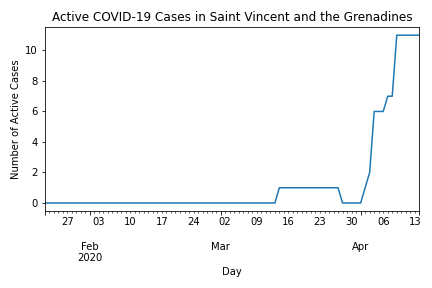 Active COVID-19 Cases in Saint Vincent and the Grenadines
Number of Active Cases
10
8
6
4
2
0
27 03 10 17 24 02 09 16 23 30 06 13
Feb Mar Apr
2020
Day